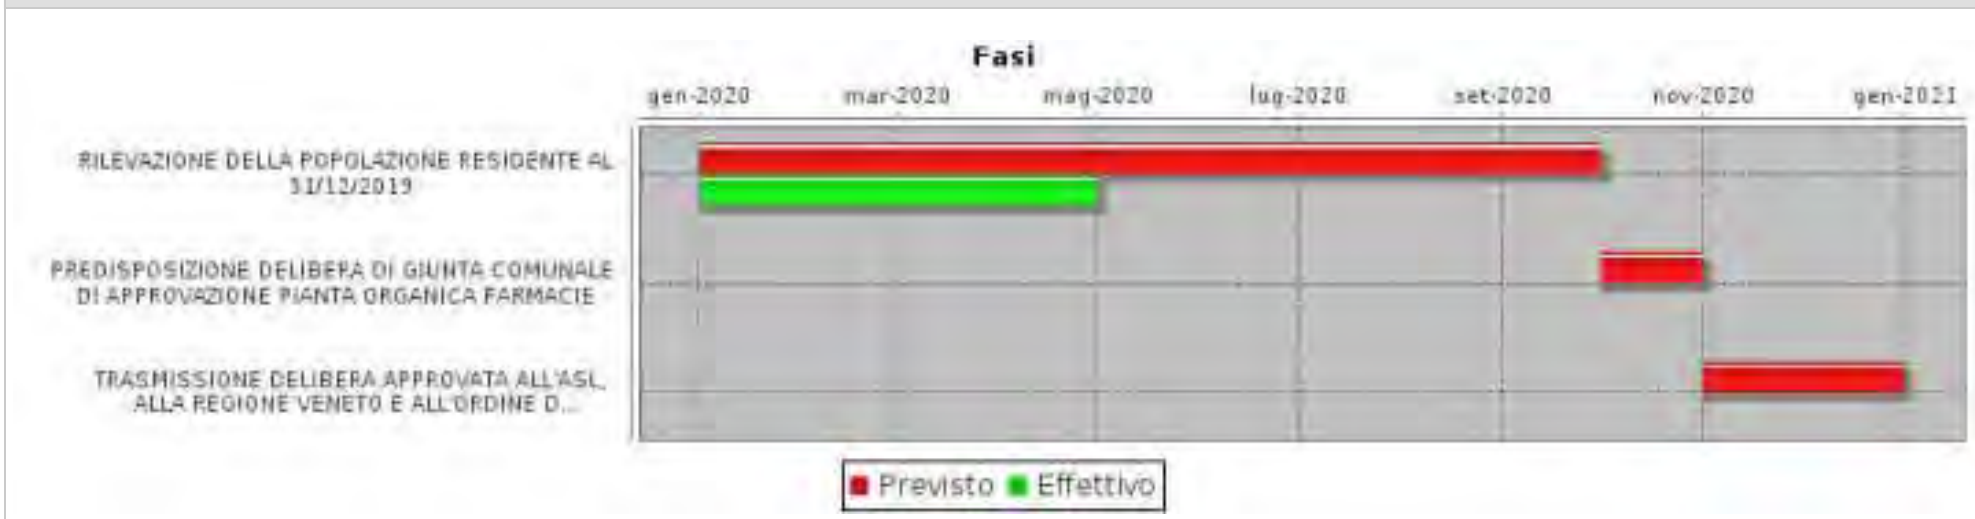 Fasi
gen-2020 mar-2020 mag-2020 lug-2020 set-2020 nov-2020 gen-2021
RILEVAZIONE DELLA POPOLAZIONE RESIDENTE AL
31/12/2019
PREDISPOSIZIONE DELIBERA DI GIUNTA COMUNALE
DI APPROVAZIONE PIANTA ORGANICA FARMACIE
TRASMISSIONE DELIBERA APPROVATA ALL'ASL,
ALLA REGIONE VENETO E ALL'ORDINE D...
Previsto Effettivo